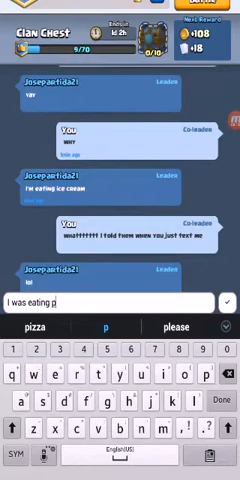 Battle
Ends in:
Next Reward
Clan Chest
1d 2h
+108
9/70
0/10
+18
Josepartida21
Leader
yay
You
Co-leader
WHY
Josepartida21
Leader
I'm eating ice cream
You
Co-leader
whattttttt I told them when you just text me
Josepartida21
Leader
lol
I was eating p
pizza
p
please
1 2 3 4 5 6 7 8 9 0
q w e r t y u i o p
a s d f g h j k l Done
z x c v b n m ,! .?
SYM
English(US)